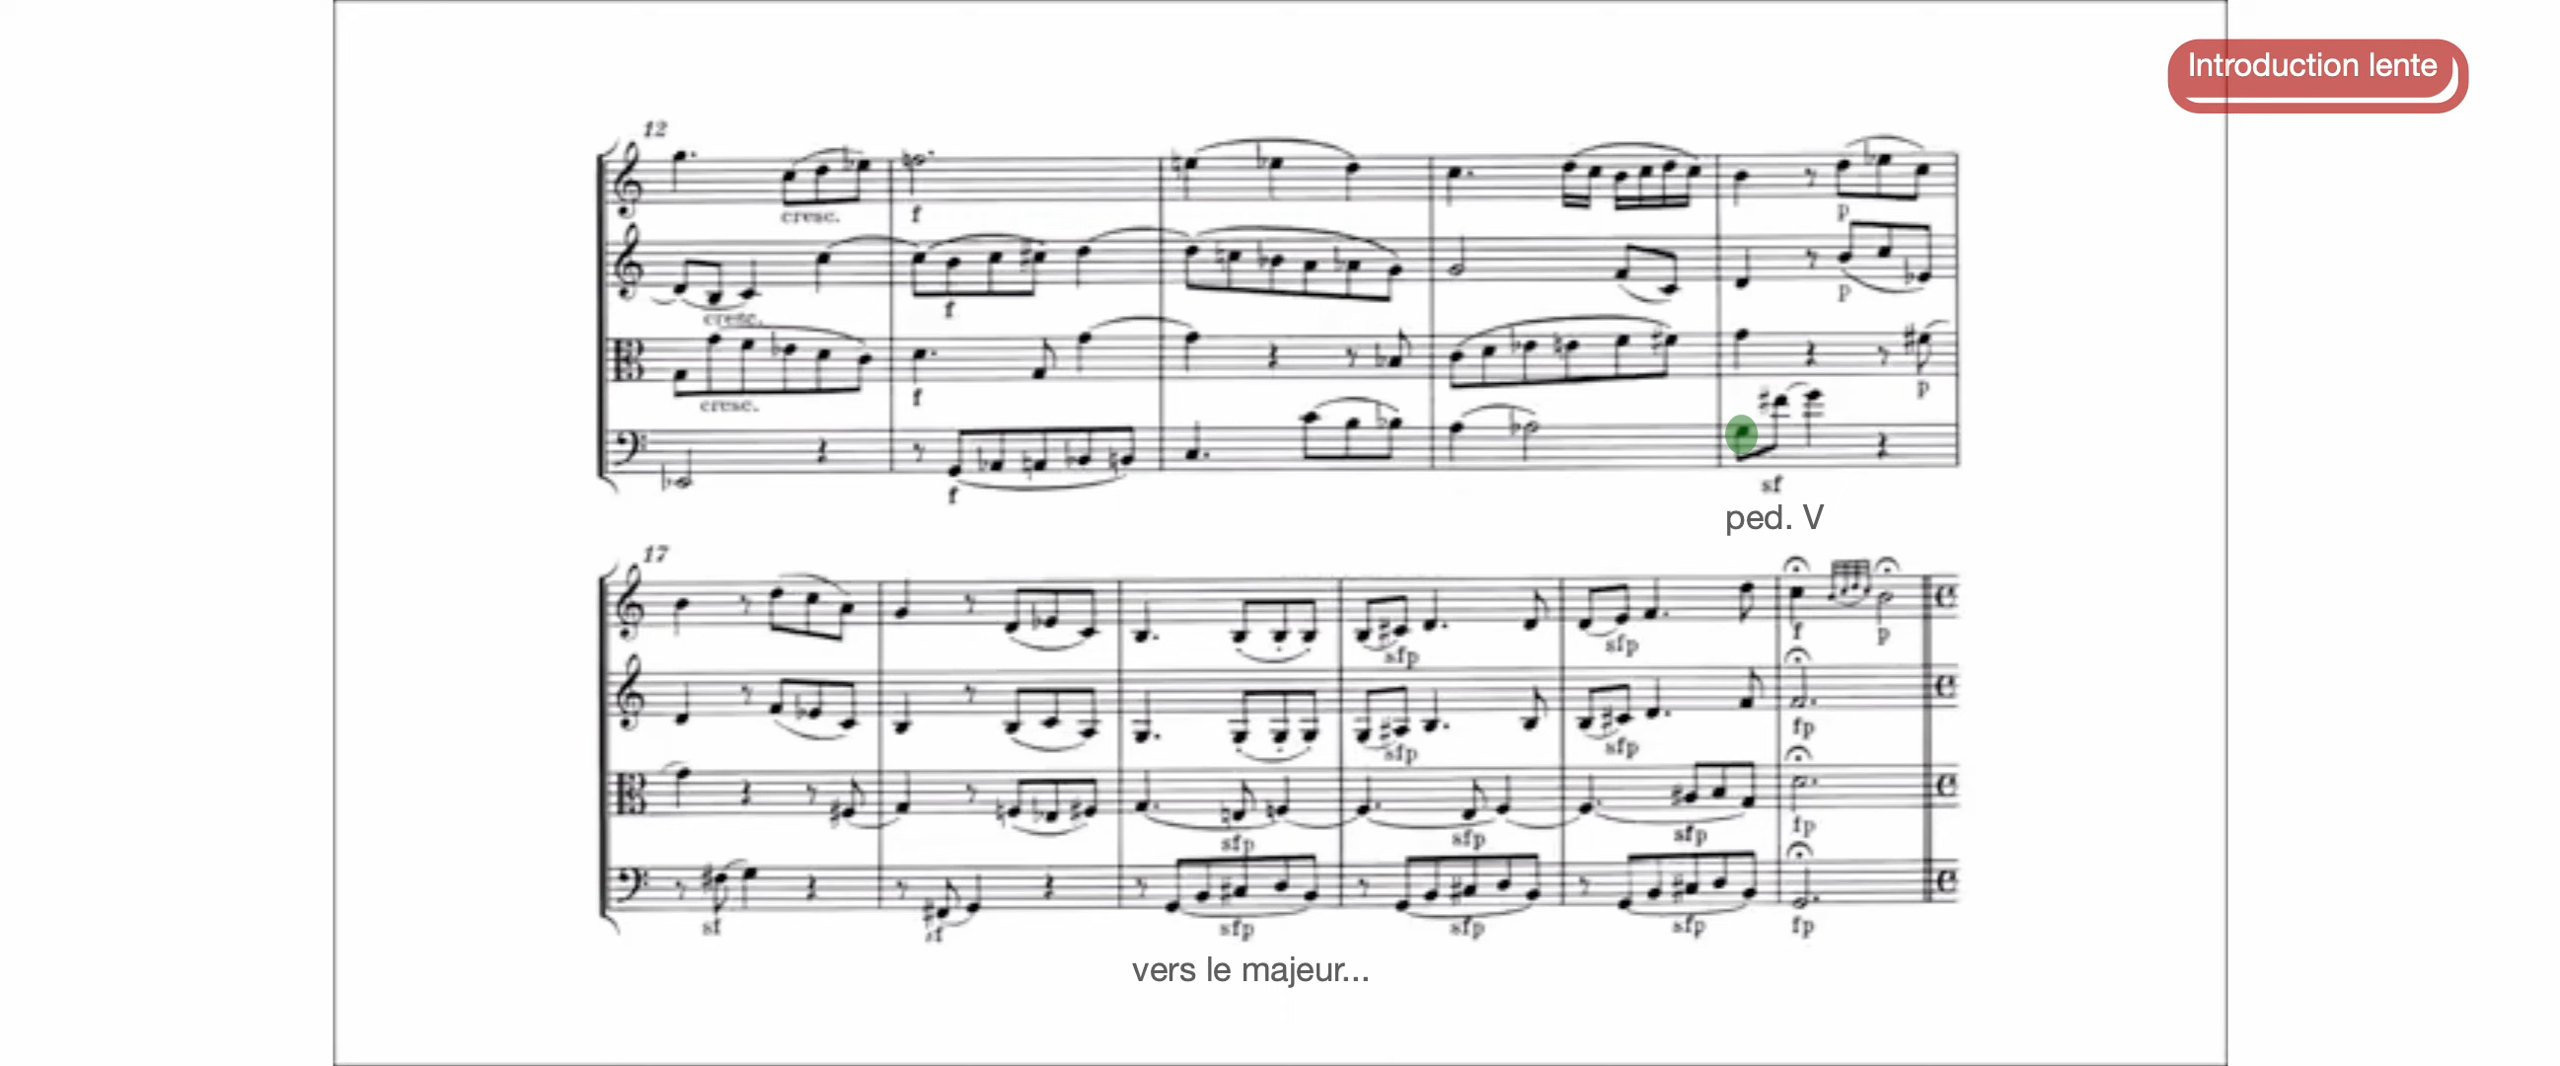 Introduction lente
12
cresc. f p
cresc. f p
cresc. f p
f sf
ped. V
17
sfp sfp f p
sfp sfp fp
sfp sfp sfp fp
sf sf sfp sfp sfp fp
vers le majeur...